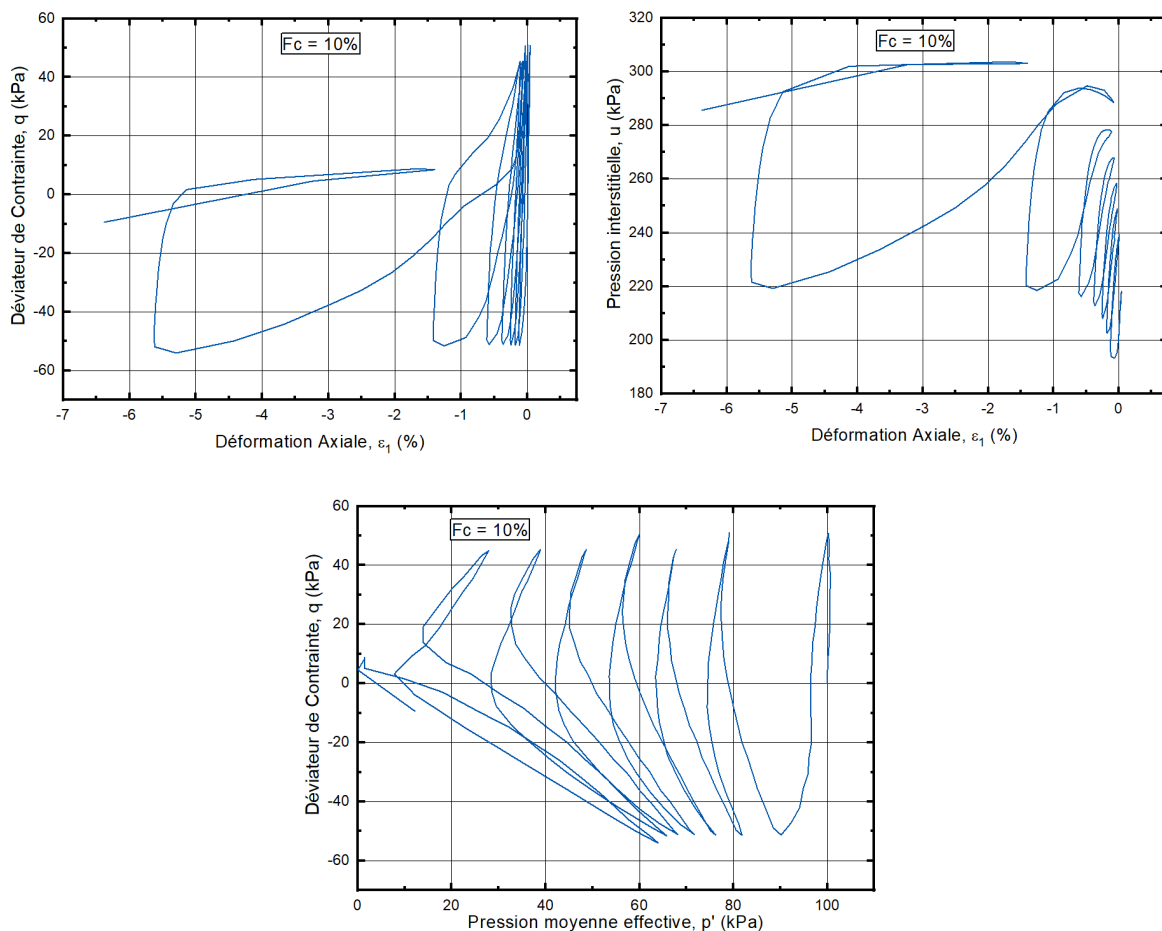 Fc = 10%
60
40
20
0
-20
-40
-60
Déviateur de Contrainte, q (kPa)
-7 -6 -5 -4 -3 -2 -1 0
Déformation Axiale, ε1 (%)
Fc = 10%
320
300
280
260
240
220
200
180
Pression interstitielle, u (kPa)
-7 -6 -5 -4 -3 -2 -1 0
Déformation Axiale, ε1 (%)
Fc = 10%
60
40
20
0
-20
-40
-60
Déviateur de Contrainte, q (kPa)
0 20 40 60 80 100
Pression moyenne effective, p' (kPa)